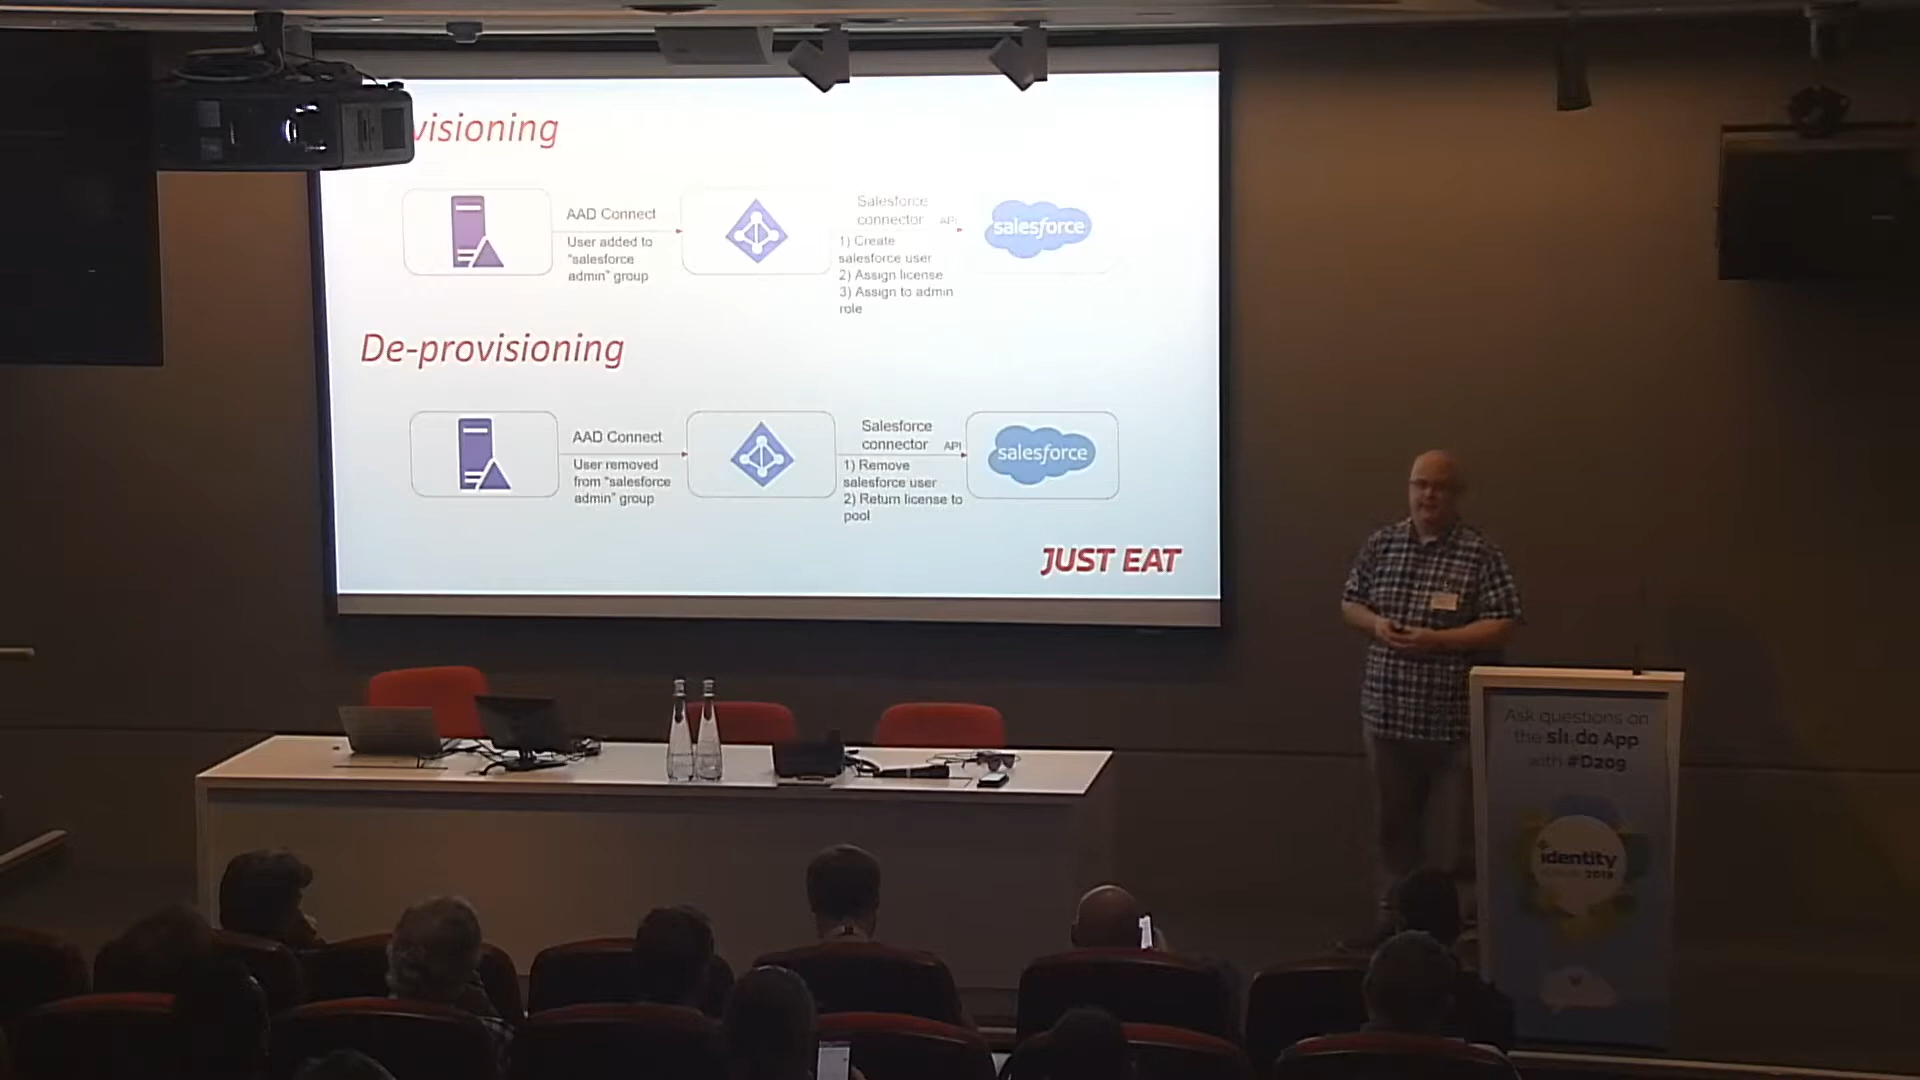 visioning
AAD Connect
User added to
"salesforce
admin" group
Salesforce
connector API
1) Create
salesforce user
2) Assign license
3) Assign to admin
role
salesforce
De-provisioning
AAD Connect
User removed
from "salesforce
admin" group
Salesforce
connector API
1) Remove
salesforce user
2) Return license to
pool
salesforce
JUST EAT
Ask questions on
the sli.do App
with #D209
identity
2019